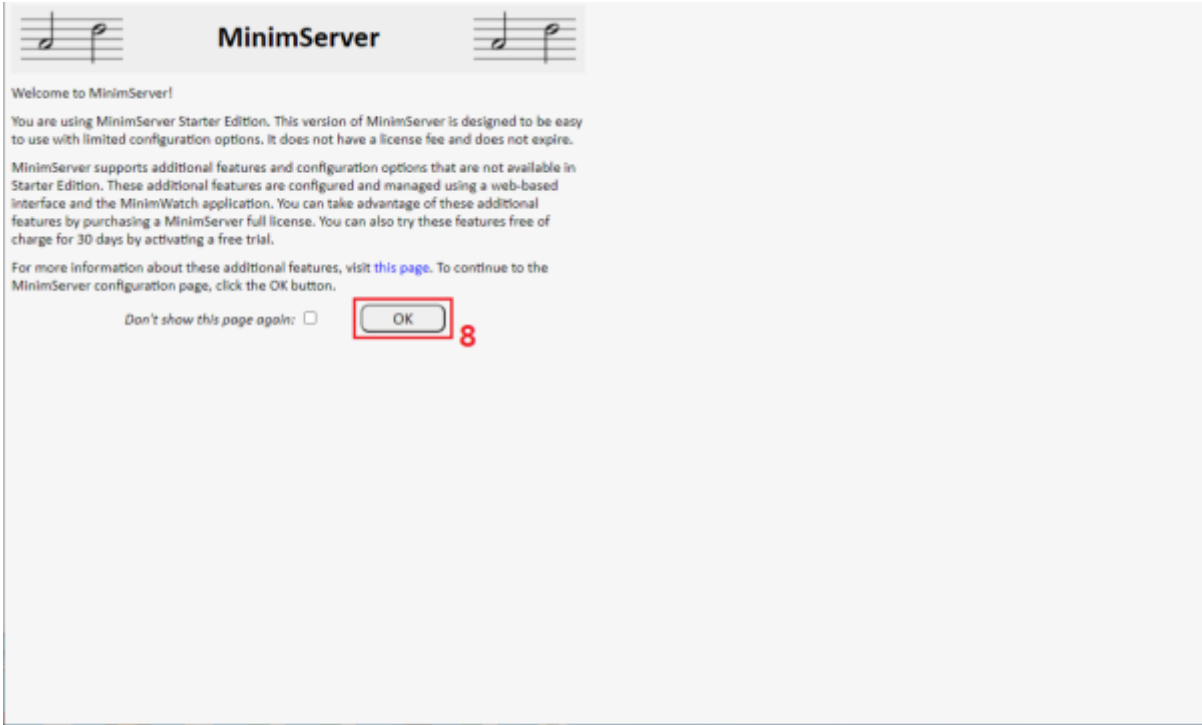 MinimServer
Welcome to MinimServer!
You are using MinimServer Starter Edition. This version of MinimServer is designed to be easy
to use with limited configuration options. It does not have a license fee and does not expire.
MinimServer supports additional features and configuration options that are not available in
Starter Edition. These additional features are configured and managed using a web-based
interface and the MinimWatch application. You can take advantage of these additional
features by purchasing a MinimServer full license. You can also try these features free of
charge for 30 days by activating a free trial.
For more information about these additional features, visit this page. To continue to the
MinimServer configuration page, click the OK button.
Don't show this page again: OK
8